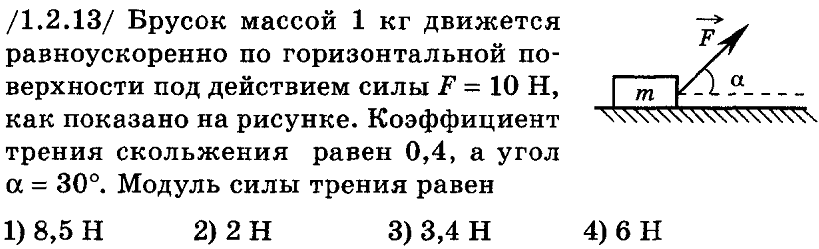 /1.2.13/ Брусок массой 1 кг движется
равноускоренно по горизонтальной по-
верхности под действием силы F = 10 Н,
как показано на рисунке. Коэффициент
трения скольжения равен 0,4, а угол
α = 30°. Модуль силы трения равен
F
α
m
1) 8,5 Н 2) 2 Н 3) 3,4 Н 4) 6 Н